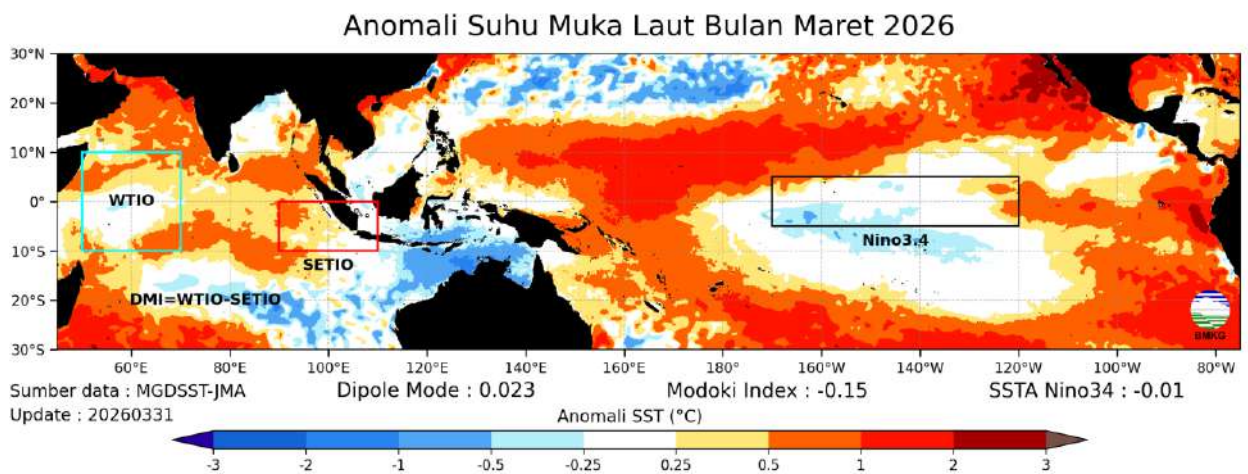 Anomali Suhu Muka Laut Bulan Maret 2026
30°N
20°N
10°N
0°
10°S
20°S
30°S
WTIO
SETIO
DMI=WTIO-SETIO
Nino3.4
BMKG
60°E 80°E 100°E 120°E 140°E 160°E 180° 160°W 140°W 120°W 100°W 80°W
Sumber data : MGDSST-JMA Dipole Mode : 0.023 Modoki Index : -0.15 SSTA Nino34 : -0.01
Update : 20260331
Anomali SST (°C)
-3 -2 -1 -0.5 -0.25 0.25 0.5 1 2 3